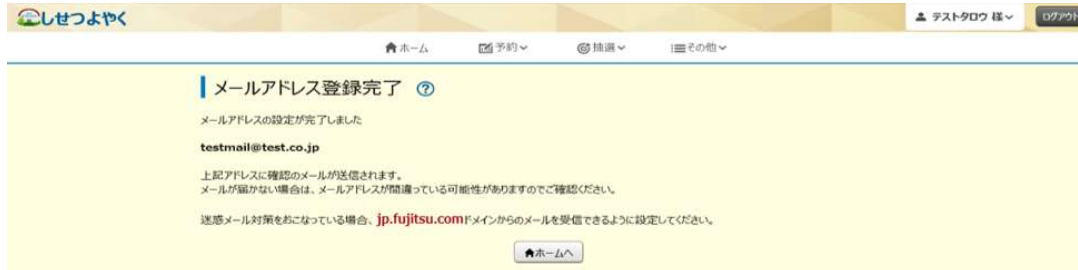 しせつよやく
テストタロウ 様
ログアウト
ホーム 予約 抽選 その他
メールアドレス登録完了 ?
メールアドレスの設定が完了しました
testmail@test.co.jp
上記アドレスに確認のメールが送信されます。
メールが届かない場合は、メールアドレスが間違っている可能性がありますのでご確認ください。
迷惑メール対策をおこなっている場合、jp.fujitsu.comドメインからのメールを受信できるように設定してください。
ホームへ